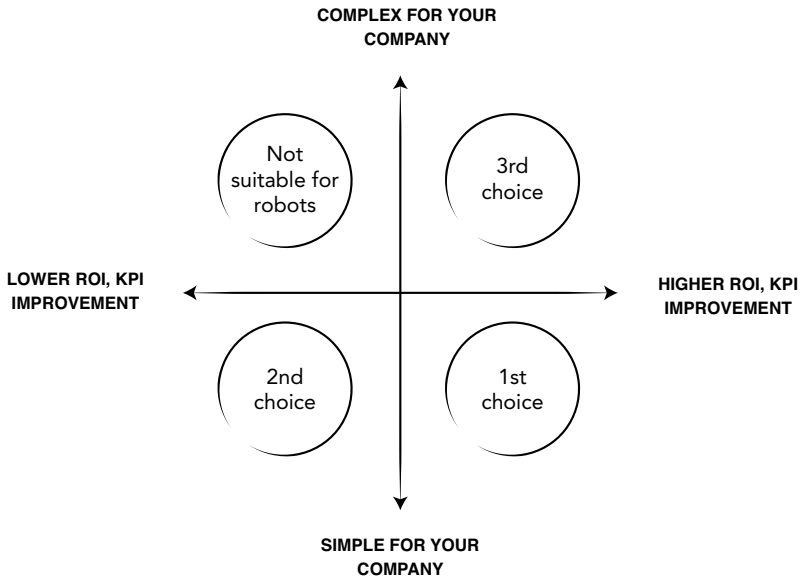 COMPLEX FOR YOUR
COMPANY
Not
suitable for
robots
3rd
choice
LOWER ROI, KPI
IMPROVEMENT
HIGHER ROI, KPI
IMPROVEMENT
2nd
choice
1st
choice
SIMPLE FOR YOUR
COMPANY